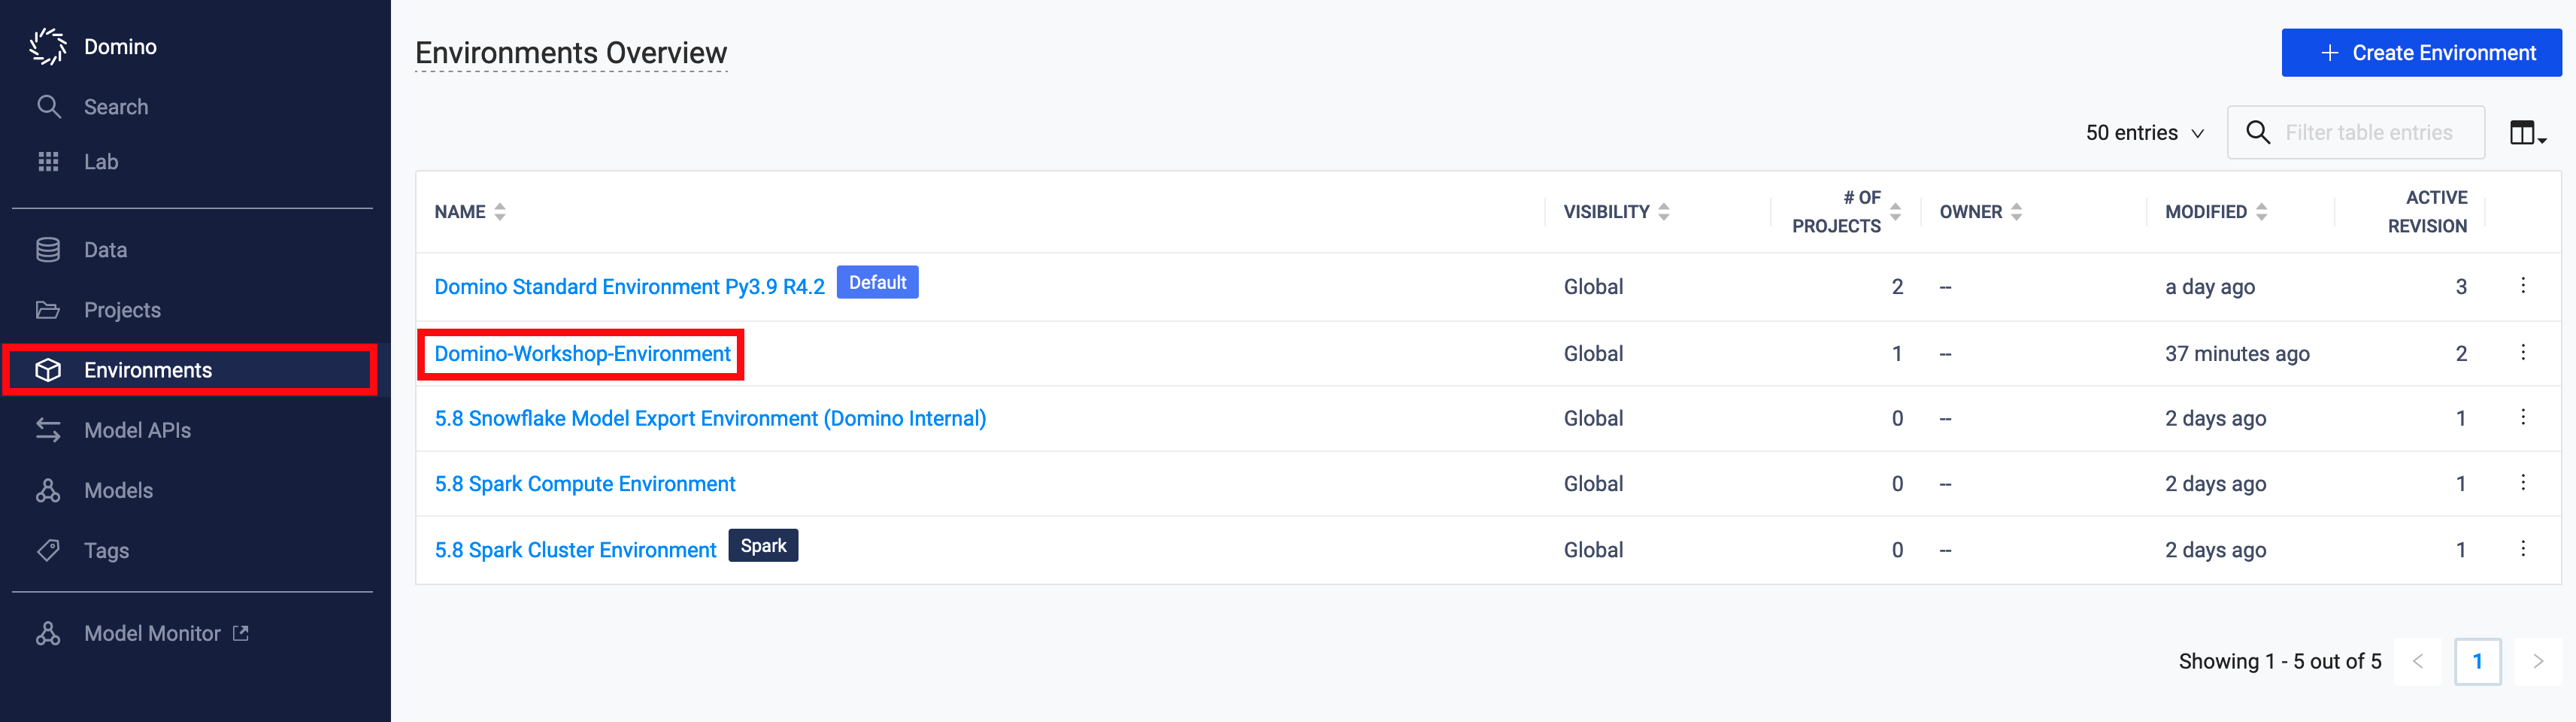 Domino
Search
Lab
Data
Projects
Environments
Model APIs
Models
Tags
Model Monitor
Environments Overview
+ Create Environment
50 entries
Filter table entries
NAME VISIBILITY # OF PROJECTS OWNER MODIFIED ACTIVE REVISION
Domino Standard Environment Py3.9 R4.2 Default Global 2 -- a day ago 3
Domino-Workshop-Environment Global 1 -- 37 minutes ago 2
5.8 Snowflake Model Export Environment (Domino Internal) Global 0 -- 2 days ago 1
5.8 Spark Compute Environment Global 0 -- 2 days ago 1
5.8 Spark Cluster Environment Spark Global 0 -- 2 days ago 1
Showing 1 - 5 out of 5 < 1 >